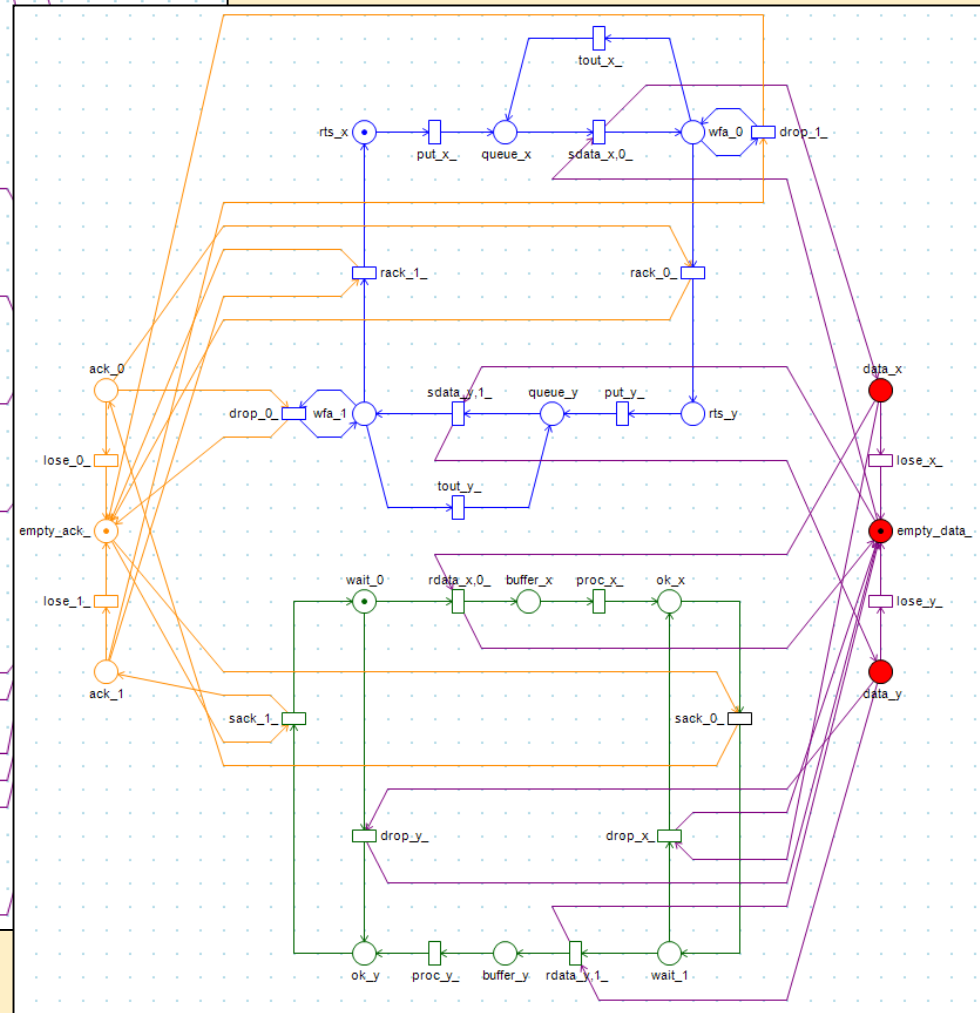 tout_x_
rts_x
put_x_
queue_x
sdata_x,0_
wfa_0
drop_1_
rack_1_
rack_0_
ack_0
data_x
drop_0_
wfa_1
sdata_y,1_
queue_y
put_y_
rts_y
lose_0_
lose_x_
tout_y_
empty_ack_
empty_data_
wait_0
rdata_x,0_
buffer_x
proc_x_
ok_x
lose_1_
lose_y_
ack_1
data_y
sack_1_
sack_0_
drop_y_
drop_x_
ok_y
proc_y_
buffer_y
rdata_y,1_
wait_1